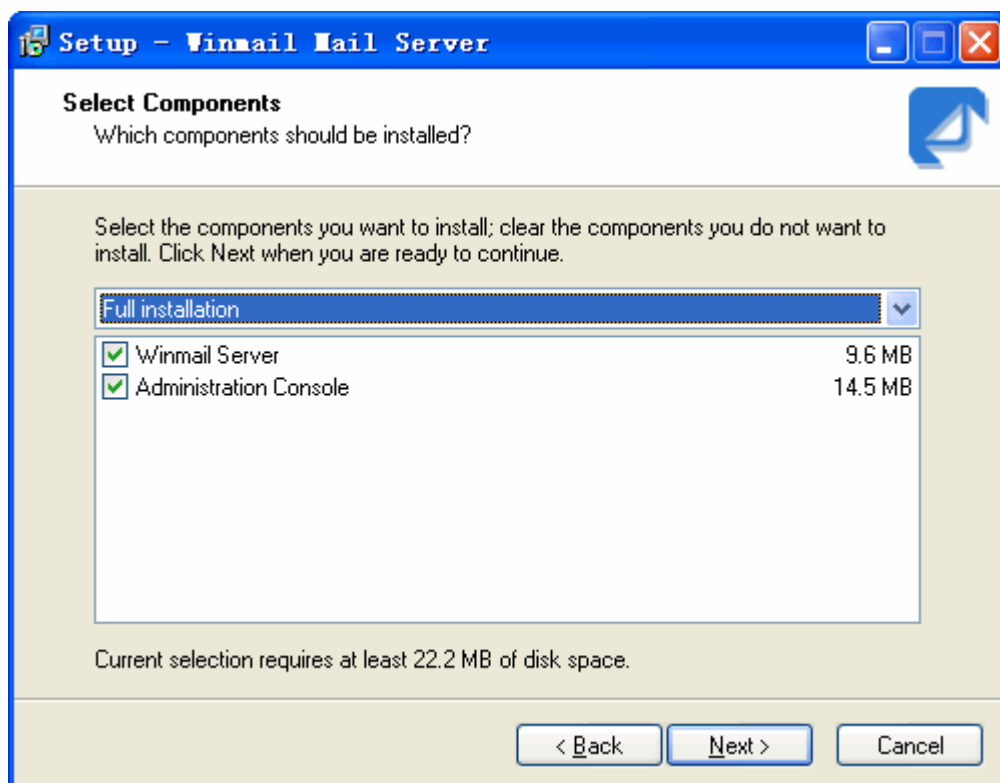 Setup - Winmail Mail Server
Select Components
Which components should be installed?
Select the components you want to install; clear the components you do not want to
install. Click Next when you are ready to continue.
Full installation
Winmail Server 9.6 MB
Administration Console 14.5 MB
Current selection requires at least 22.2 MB of disk space.
< Back Next > Cancel